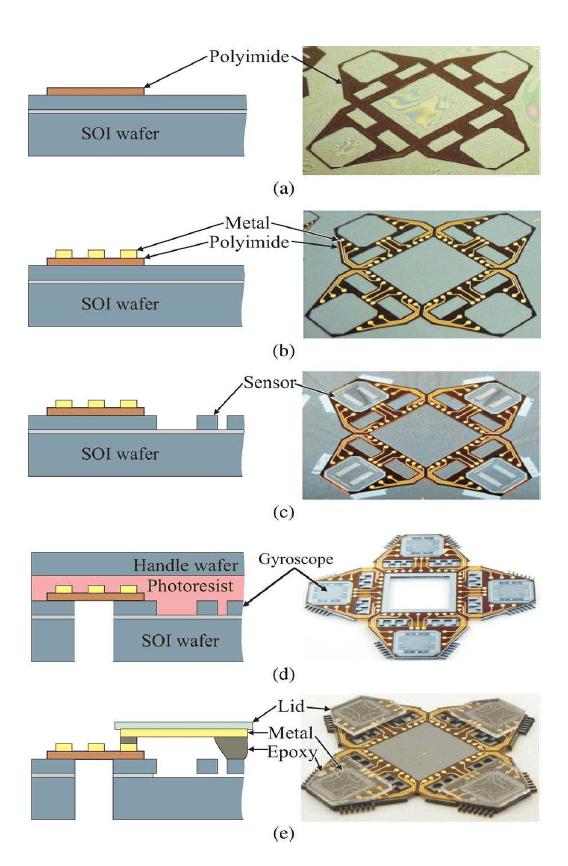 Polyimide
SOI wafer
(a)
Metal
Polyimide
SOI wafer
(b)
Sensor
SOI wafer
(c)
Handle wafer
Gyroscope
Photoresist
SOI wafer
(d)
Lid
Metal
Epoxy
(e)